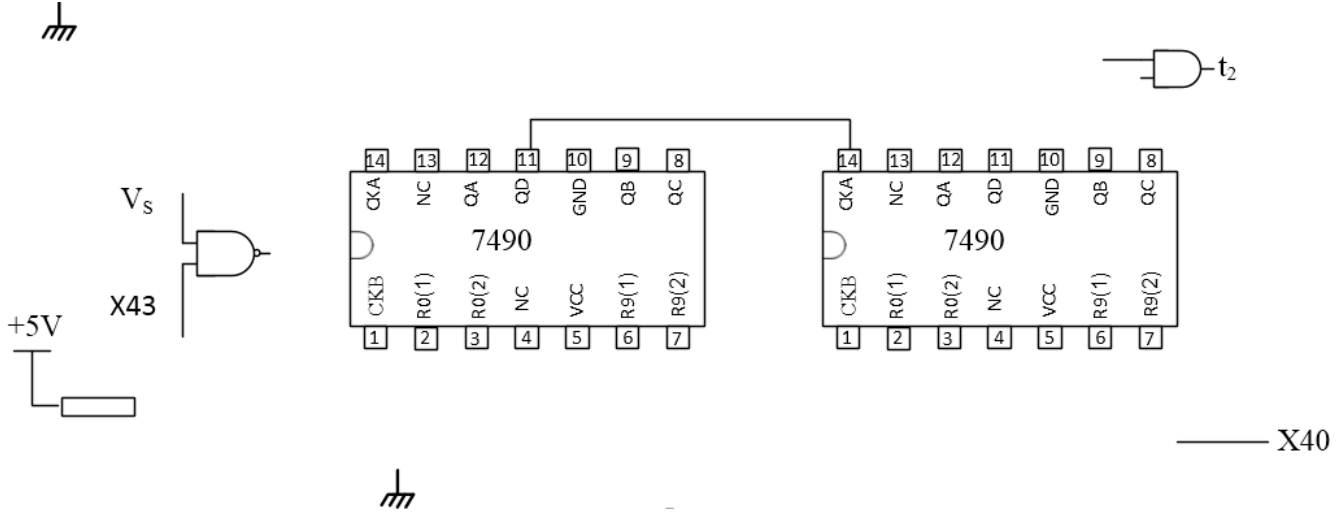 t₂
14 13 12 11 10 9 8
CKA NC QA QD GND QB QC
7490
CKB R0(1) R0(2) NC VCC R9(1) R9(2)
1 2 3 4 5 6 7
14 13 12 11 10 9 8
CKA NC QA QD GND QB QC
7490
CKB R0(1) R0(2) NC VCC R9(1) R9(2)
1 2 3 4 5 6 7
V_S
X43
+5V
X40